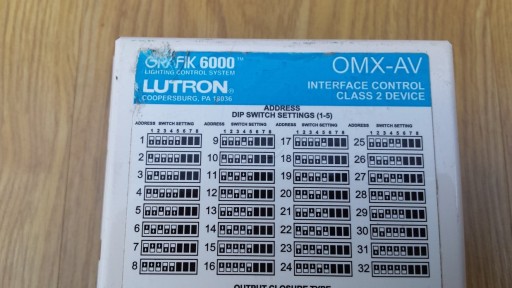 GRAFIK 6000™
LIGHTING CONTROL SYSTEM
LUTRON®
COOPERSBURG, PA 18036
OMX-AV
INTERFACE CONTROL
CLASS 2 DEVICE
ADDRESS
DIP SWITCH SETTINGS (1-5)
ADDRESS SWITCH SETTING ADDRESS SWITCH SETTING ADDRESS SWITCH SETTING ADDRESS SWITCH SETTING
1 2 3 4 5 6 7 8 1 2 3 4 5 6 7 8 1 2 3 4 5 6 7 8 1 2 3 4 5 6 7 8
1 9 17 25
2 10 18 26
3 11 19 27
4 12 20 28
5 13 21 29
6 14 22 30
7 15 23 31
8 16 24 32
OUTPUT CLOSURE TYPE